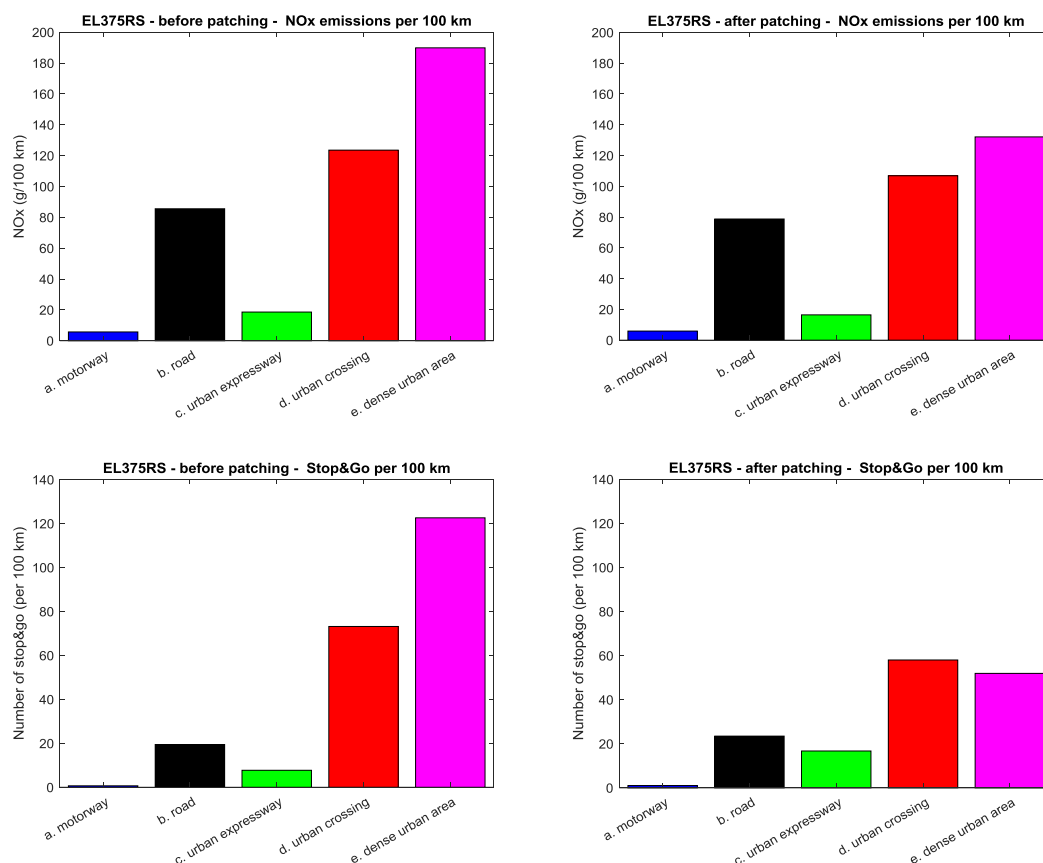 EL375RS - before patching -  NOx emissions per 100 km
NOx (g/100 km)
200
180
160
140
120
100
80
60
40
20
0
a. motorway
b. road
c. urban expressway
d. urban crossing
e. dense urban area
EL375RS - after patching -  NOx emissions per 100 km
NOx (g/100 km)
200
180
160
140
120
100
80
60
40
20
0
a. motorway
b. road
c. urban expressway
d. urban crossing
e. dense urban area
EL375RS - before patching -  Stop&Go per 100 km
Number of stop&go (per 100 km)
140
120
100
80
60
40
20
0
a. motorway
b. road
c. urban expressway
d. urban crossing
e. dense urban area
EL375RS - after patching -  Stop&Go per 100 km
Number of stop&go (per 100 km)
140
120
100
80
60
40
20
0
a. motorway
b. road
c. urban expressway
d. urban crossing
e. dense urban area